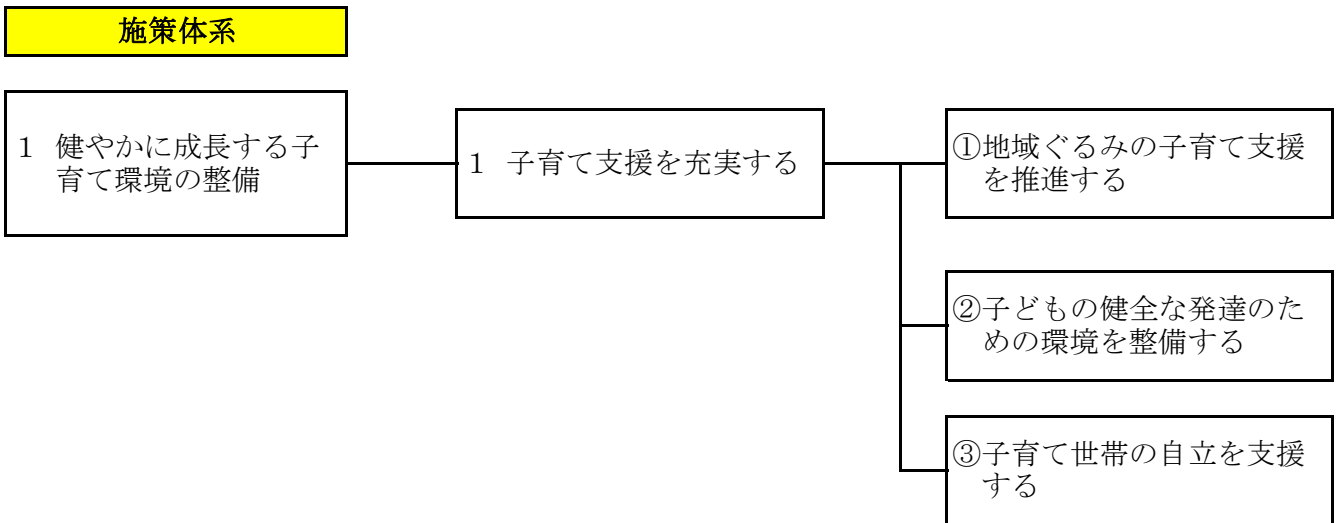 施策体系
1 健やかに成長する子
育て環境の整備
1 子育て支援を充実する
①地域ぐるみの子育て支援
を推進する
②子どもの健全な発達のた
めの環境を整備する
③子育て世帯の自立を支援
する